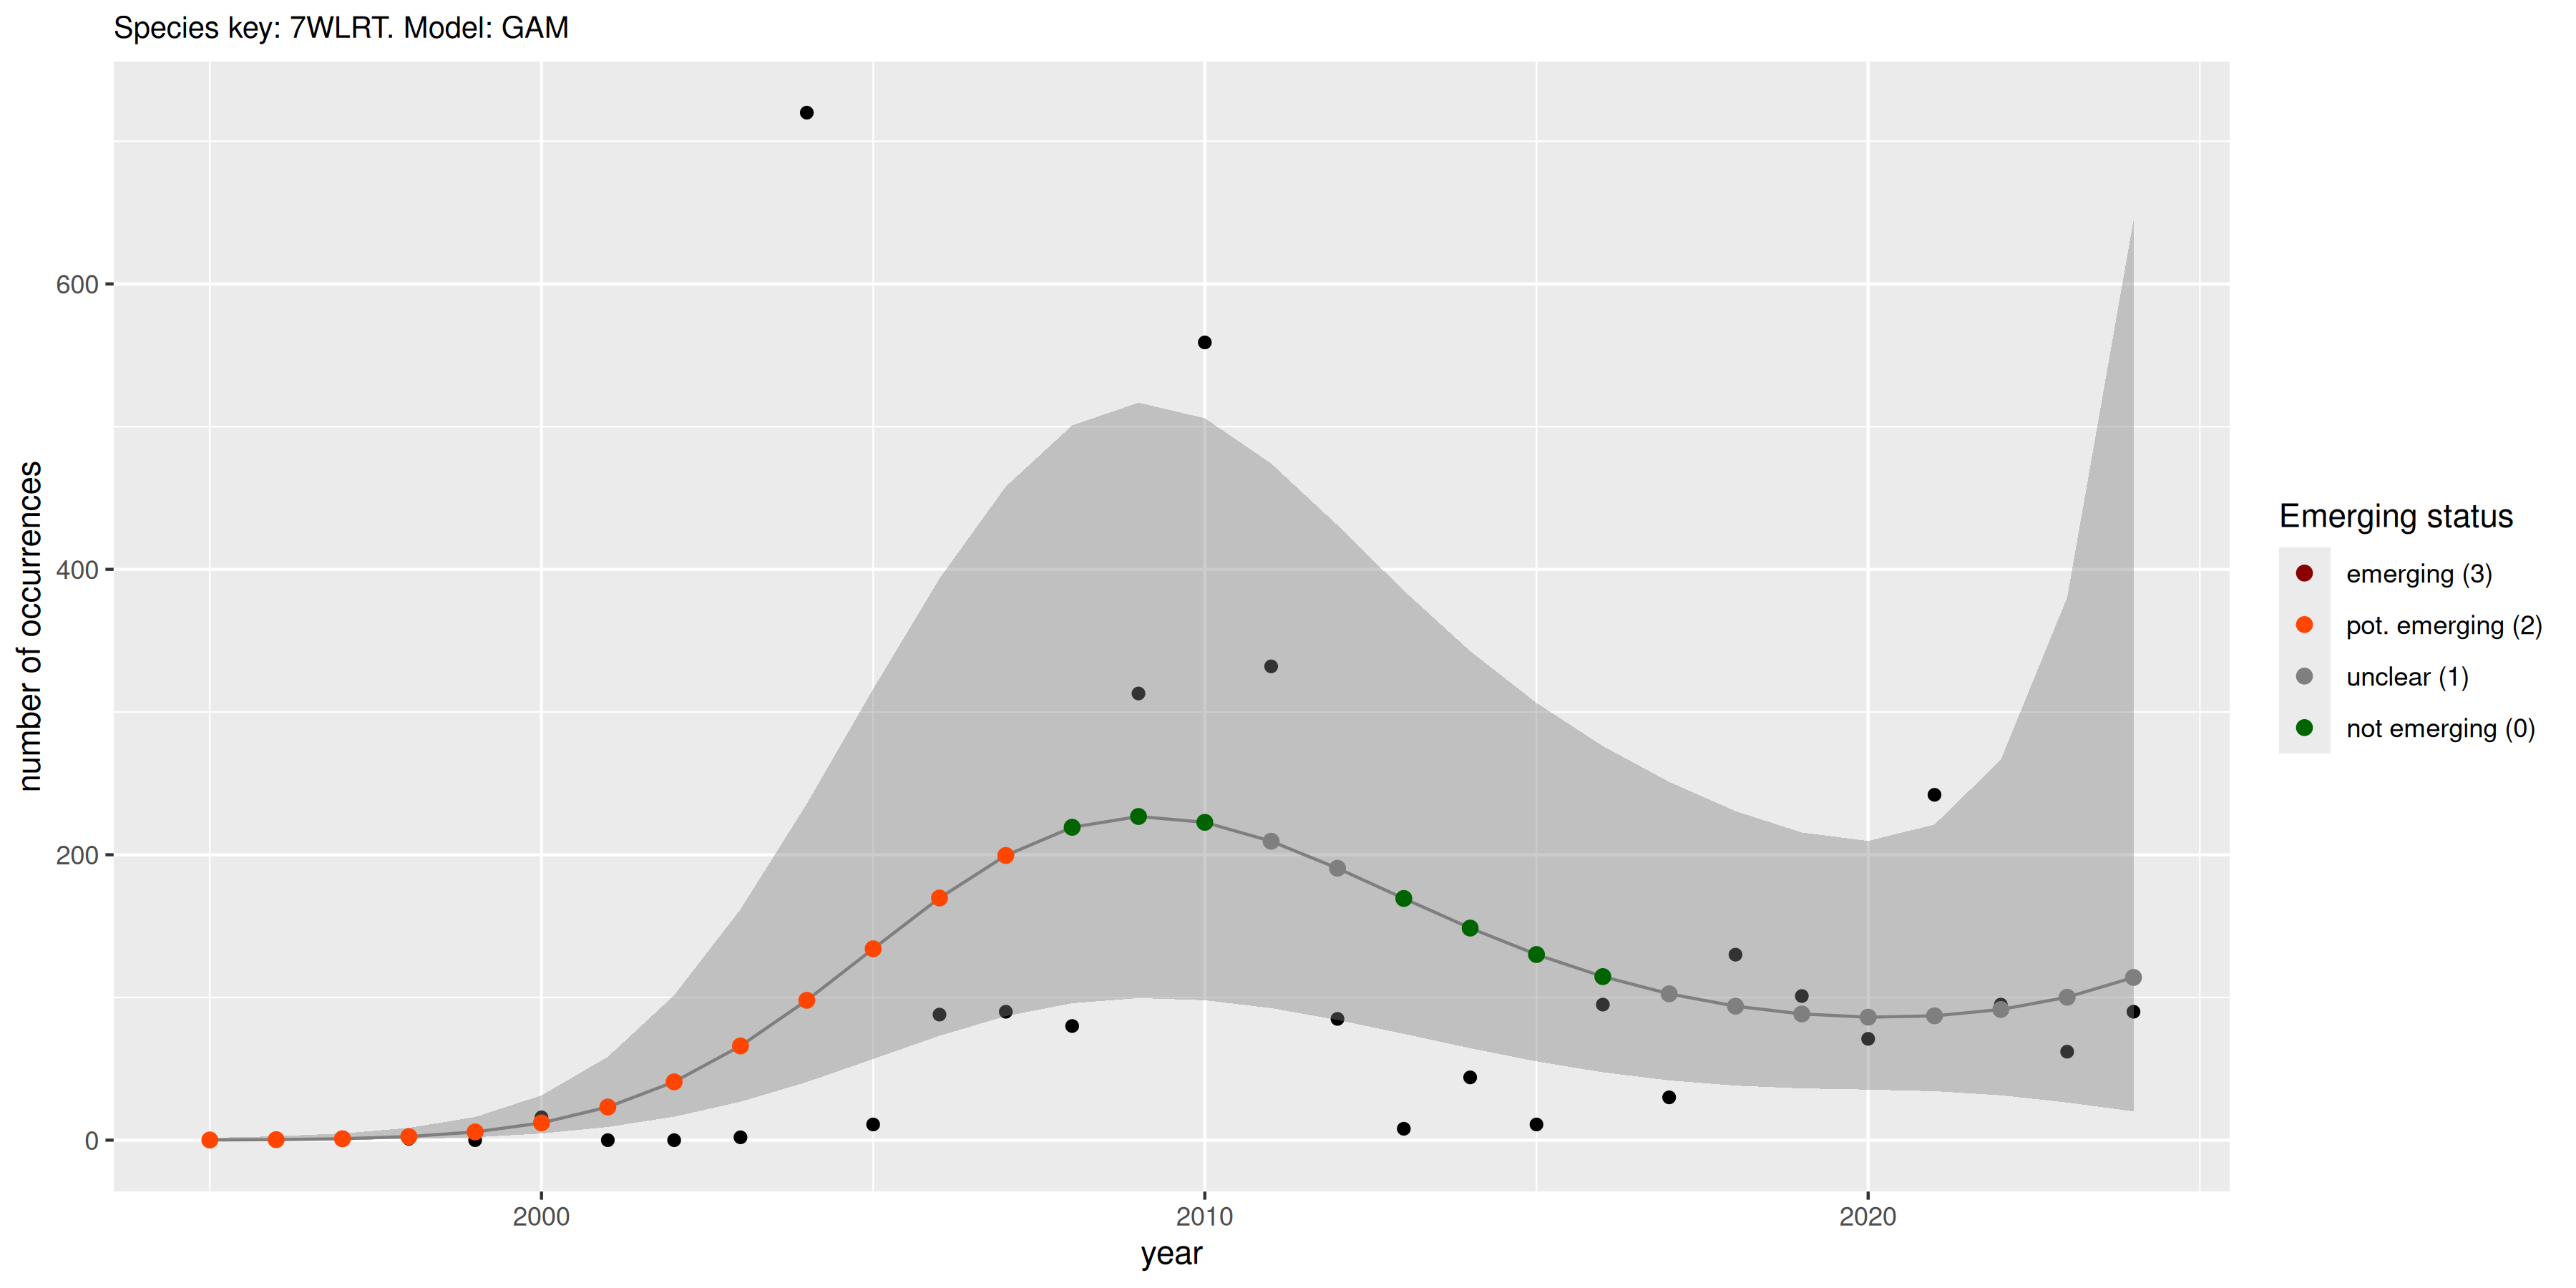 Species key: 7WLRT. Model: GAM
number of occurrences
600
400
200
0
2000
2010
2020
year
Emerging status
emerging (3)
pot. emerging (2)
unclear (1)
not emerging (0)